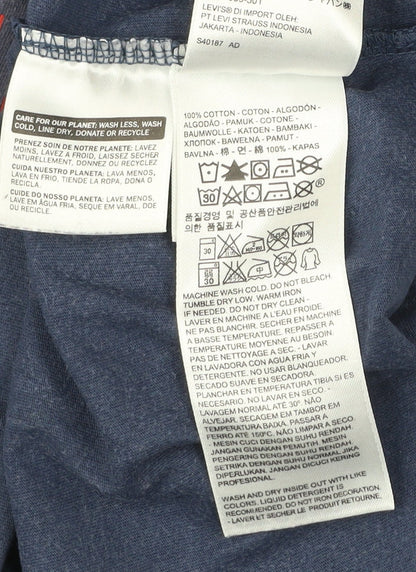 LEVI'S® DI IMPORT OLEH:
PT LEVI STRAUSS INDONESIA
JAKARTA - INDONESIA
S40187 AD
CARE FOR OUR PLANET: WASH LESS, WASH
COLD, LINE DRY, DONATE OR RECYCLE
PRENEZ SOIN DE NOTRE PLANETE: LAVEZ
MOINS, LAVEZ A FROID, LAISSEZ SECHER
NATURELLEMENT, DONNEZ OU RECYCLEZ
CUIDA NUESTRO PLANETA: LAVA MENOS,
LAVA EN FRIO, TIENDE LA ROPA, DONA O
RECICLA.
CUIDE DO NOSSO PLANETA: LAVE MENOS,
LAVE EM ÁGUA FRIA, SEQUE EM VARAL, DOE
OU RECICLE.
100% COTTON - COTON - ALGODÓN -
ALGODÃO - PAMUK - COTONE -
BAUMWOLLE - KATOEN - BAMBAKI -
ХЛОПОК - BAWEŁNA - PAMUT -
BAVLNA - 棉 - 면 - 綿 100% - KAPAS
30
품질경영 및 공산품안전관리법에
의한 품질표시
30
30
MACHINE WASH COLD. DO NOT BLEACH.
TUMBLE DRY LOW. WARM IRON
IF NEEDED. DO NOT DRY CLEAN -
LAVER EN MACHINE A L'EAU FROIDE
NE PAS BLANCHIR. SECHER EN MACHINE
A BASSE TEMPERATURE. REPASSER A
TEMPERATURE MOYENNE AU BESOIN.
PAS DE NETTOYAGE A SEC. - LAVAR
EN LAVADORA CON AGUA FRIA Y
DETERGENTE. NO USAR BLANQUEADOR.
SECADO SUAVE EN SECADORA.
PLANCHAR EN TEMPERATURA TIBIA SI ES
NECESARIO. NO LAVAR EN SECO. -
LAVAGEM NORMAL ATÉ 30º. NÃO
ALVEJAR. SECAGEM EM TAMBOR EM
TEMPERATURA BAIXA. PASSAR A
FERRO ATÉ 150ºC. NÃO LIMPAR A SECO.
- MESIN CUCI DENGAN SUHU RENDAH.
JANGAN GUNAKAN PEMUTIH. MESIN
PENGERING DENGAN SUHU RENDAH.
SETRIKA DENGAN SUHU NORMAL JIKA
DIPERLUKAN. JANGAN DICUCI KERING
PROFESIONAL.
WASH AND DRY INSIDE OUT WITH LIKE
COLORS. LIQUID DETERGENT IS
RECOMMENDED. DO NOT IRON DECORATION.
- LAVER ET SECHER LE PRODUIT RETOURNE